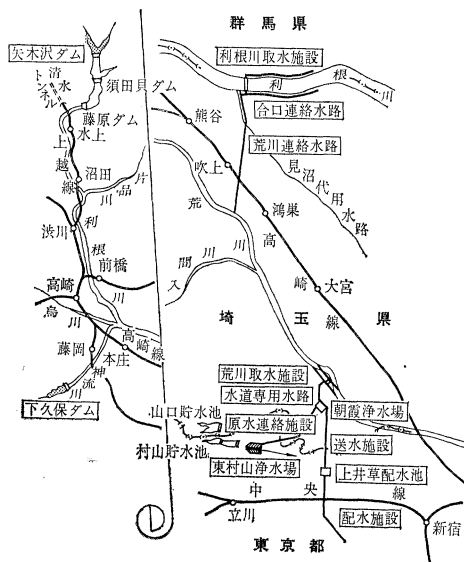 群馬県
矢木沢ダム
清水トンネル
須田貝ダム
藤原ダム
水上
上越線
沼田
片品川
渋川
利根川
前橋
高崎
烏川
高崎線
藤岡
本庄
神流川
下久保ダム
利根川取水施設
利根川
合口連絡水路
熊谷
荒川連絡水路
見沼代用水路
吹上
荒川
鴻巣
高崎線
入間川
大宮
埼玉県
荒川取水施設
水道専用水路
朝霞浄水場
山口貯水池
原水連絡施設
村山貯水池
送水施設
東村山浄水場
上井草配水池
中央線
立川
配水施設
新宿
東京都